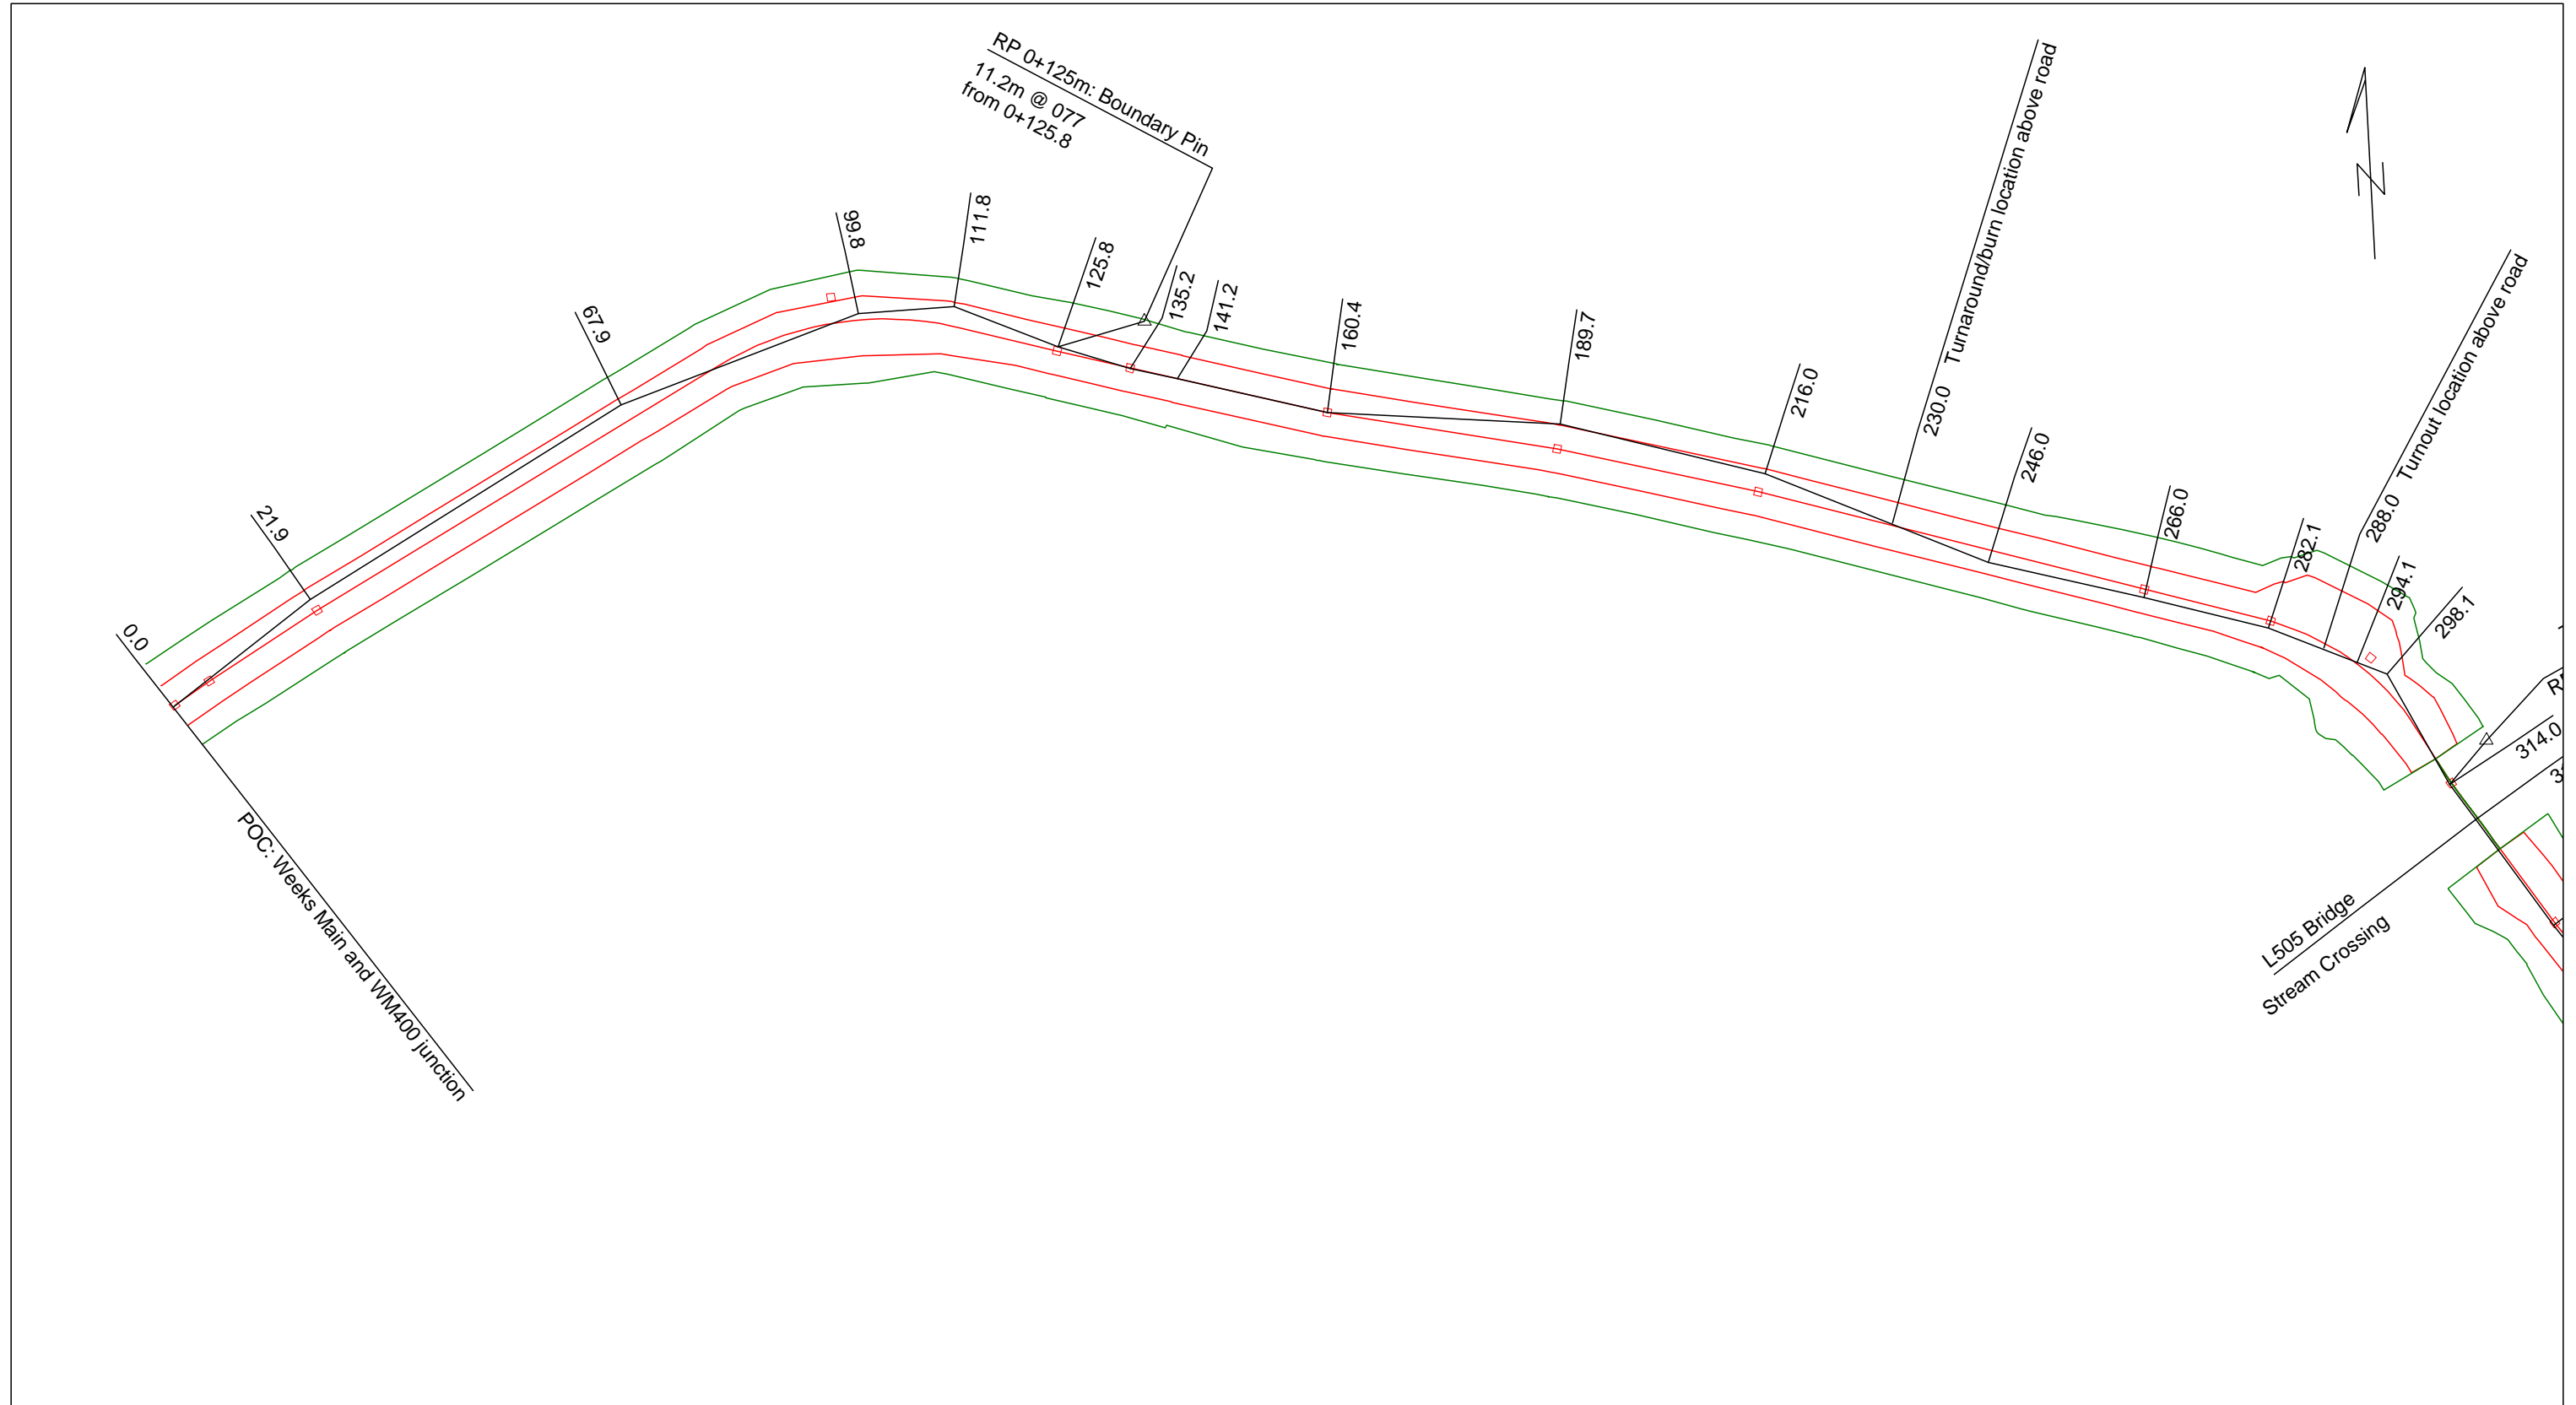 RP 0+125m: Boundary Pin
11.2m @ 077
from 0+125.8
0.0
21.9
67.9
99.8
111.8
125.8
135.2
141.2
160.4
189.7
216.0
230.0 Turnaround/burn location above road
246.0
266.0
282.1
288.0 Turnout location above road
294.1
298.1
314.0
POC: Weeks Main and WM400 junction
L505 Bridge
Stream Crossing
N